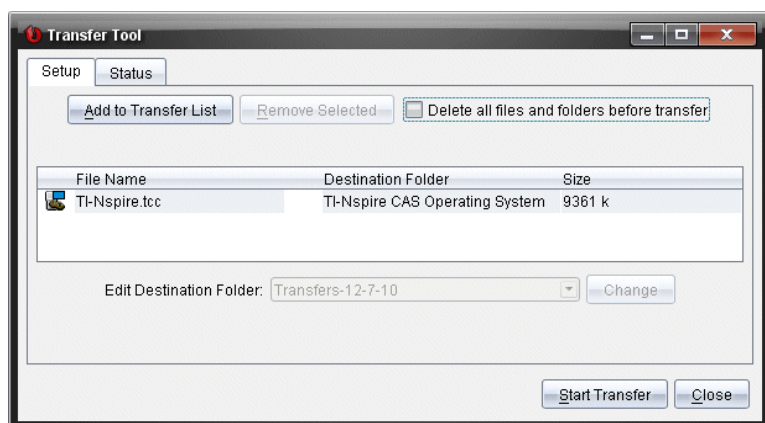 Transfer Tool
Setup Status
Add to Transfer List Remove Selected Delete all files and folders before transfer
File Name Destination Folder Size
TI-Nspire.tcc TI-Nspire CAS Operating System 9361 k
Edit Destination Folder: Transfers-12-7-10 Change
Start Transfer Close